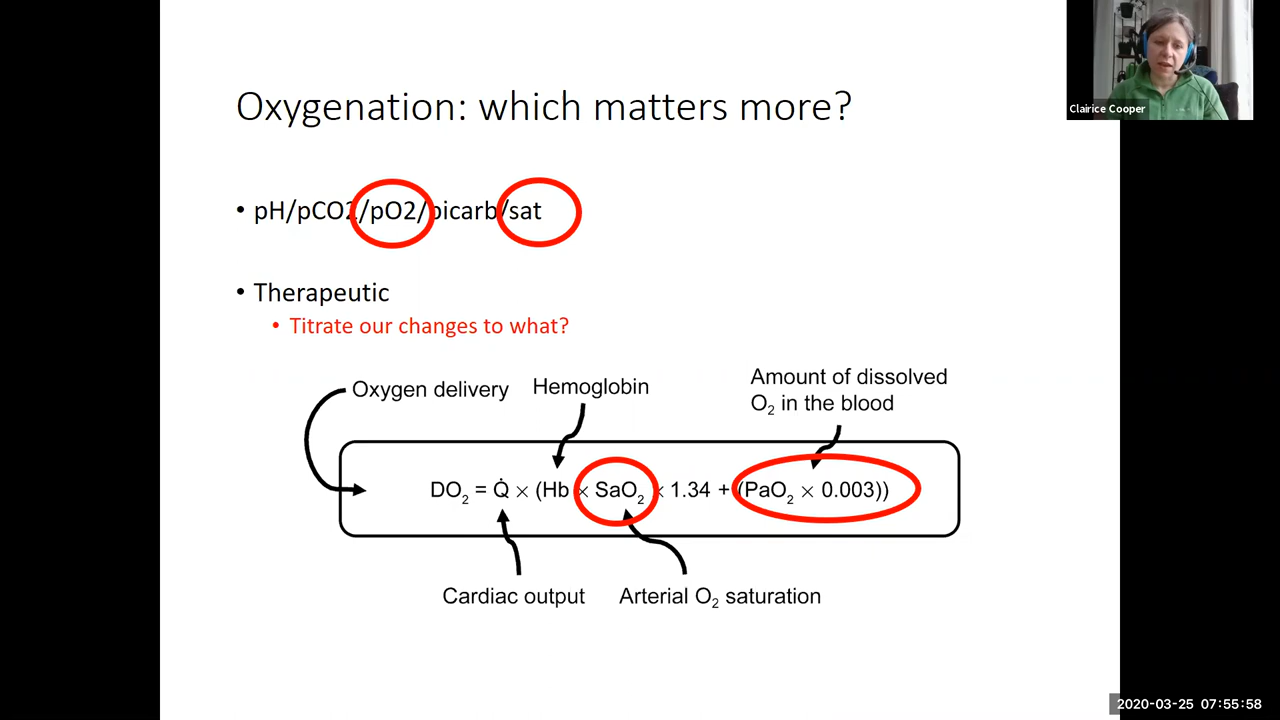 Clairice Cooper
Oxygenation: which matters more?
• pH/pCO2/pO2/bicarb/sat
• Therapeutic
• Titrate our changes to what?
Oxygen delivery
Hemoglobin
Amount of dissolved
O₂ in the blood
DO₂ = Q̇ × (Hb × SaO₂ × 1.34 + (PaO₂ × 0.003))
Cardiac output
Arterial O₂ saturation
2020-03-25 07:55:58